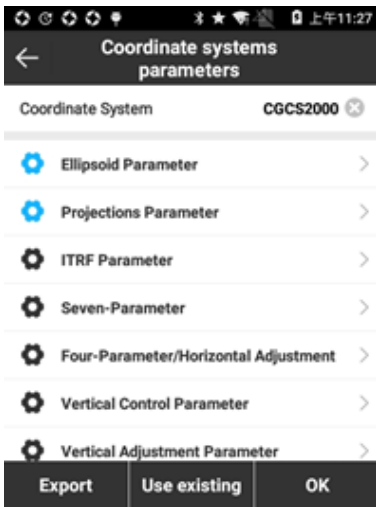 上午11:27
Coordinate systems
parameters
Coordinate System CGCS2000
Ellipsoid Parameter
Projections Parameter
ITRF Parameter
Seven-Parameter
Four-Parameter/Horizontal Adjustment
Vertical Control Parameter
Vertical Adjustment Parameter
Export Use existing OK